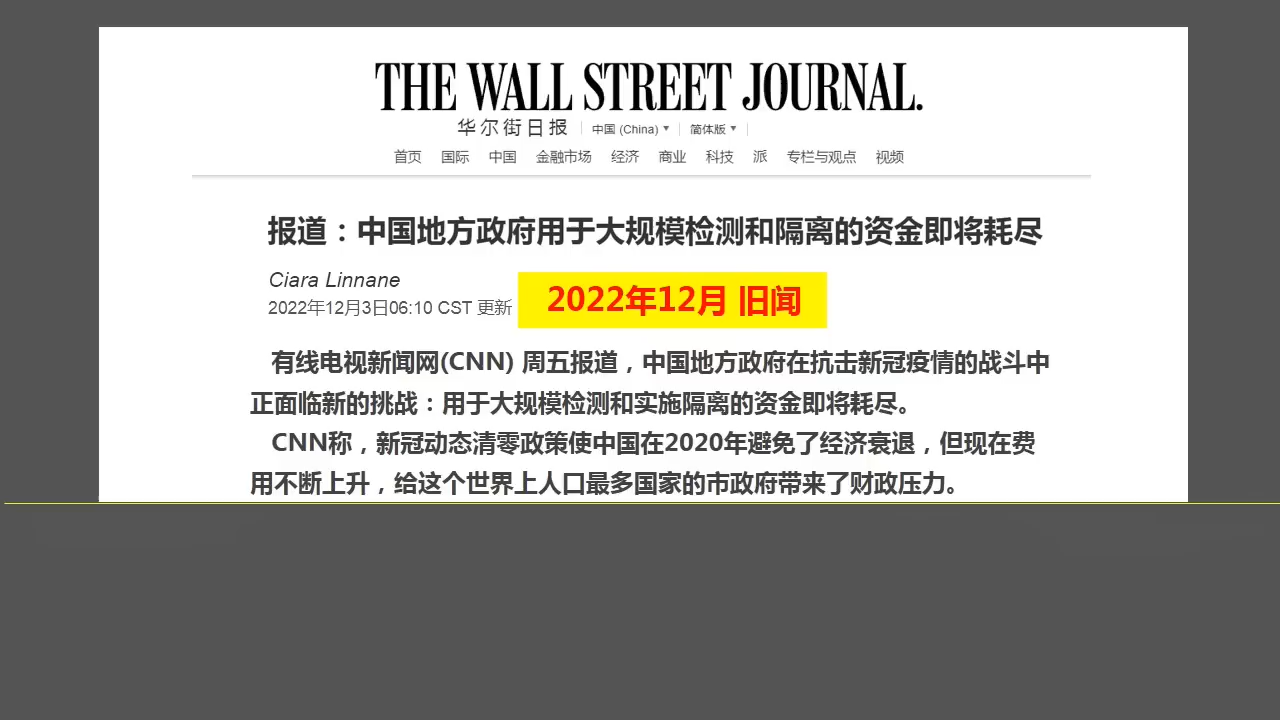 THE WALL STREET JOURNAL.
华尔街日报 中国 (China) 简体版
首页 国际 中国 金融市场 经济 商业 科技 派 专栏与观点 视频
报道：中国地方政府用于大规模检测和隔离的资金即将耗尽
Ciara Linnane
2022年12月3日06:10 CST 更新
2022年12月 旧闻
有线电视新闻网(CNN) 周五报道，中国地方政府在抗击新冠疫情的战斗中
正面临新的挑战：用于大规模检测和实施隔离的资金即将耗尽。
CNN称，新冠动态清零政策使中国在2020年避免了经济衰退，但现在费
用不断上升，给这个世界上人口最多国家的市政府带来了财政压力。